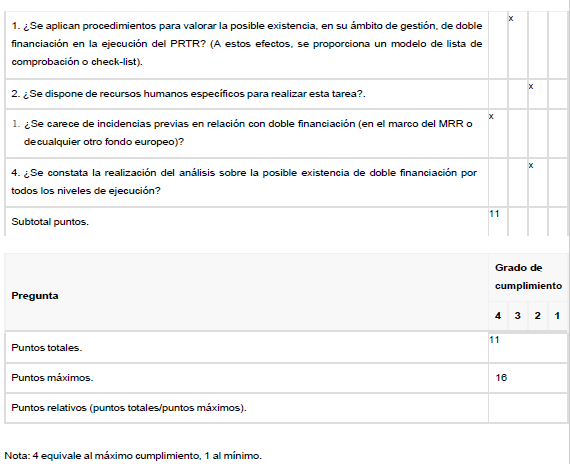 1. ¿Se aplican procedimientos para valorar la posible existencia, en su ámbito de gestión, de doble
financiación en la ejecución del PRTR? (A estos efectos, se proporciona un modelo de lista de
comprobación o check-list).
x
2. ¿Se dispone de recursos humanos específicos para realizar esta tarea?.
x
1. ¿Se carece de incidencias previas en relación con doble financiación (en el marco del MRR o
decualquier otro fondo europeo)?
x
4. ¿Se constata la realización del análisis sobre la posible existencia de doble financiación por
todos los niveles de ejecución?
x
Subtotal puntos.
11
Pregunta
Grado de
cumplimiento
4 3 2 1
Puntos totales.
11
Puntos máximos.
16
Puntos relativos (puntos totales/puntos máximos).
Nota: 4 equivale al máximo cumplimiento, 1 al mínimo.